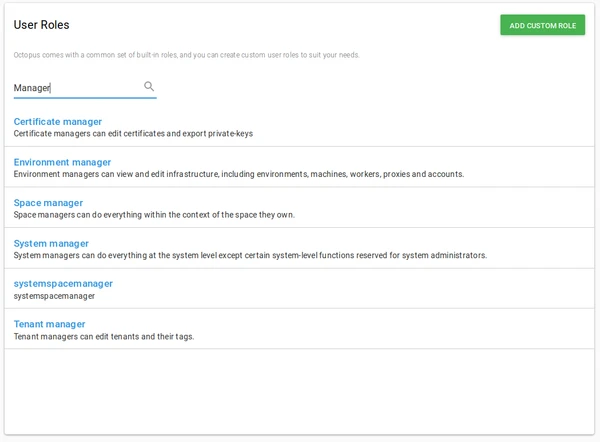 User Roles
ADD CUSTOM ROLE
Octopus comes with a common set of built-in roles, and you can create custom user roles to suit your needs.
Manager
Certificate manager
Certificate managers can edit certificates and export private-keys
Environment manager
Environment managers can view and edit infrastructure, including environments, machines, workers, proxies and accounts.
Space manager
Space managers can do everything within the context of the space they own.
System manager
System managers can do everything at the system level except certain system-level functions reserved for system administrators.
systemspacemanager
systemspacemanager
Tenant manager
Tenant managers can edit tenants and their tags.